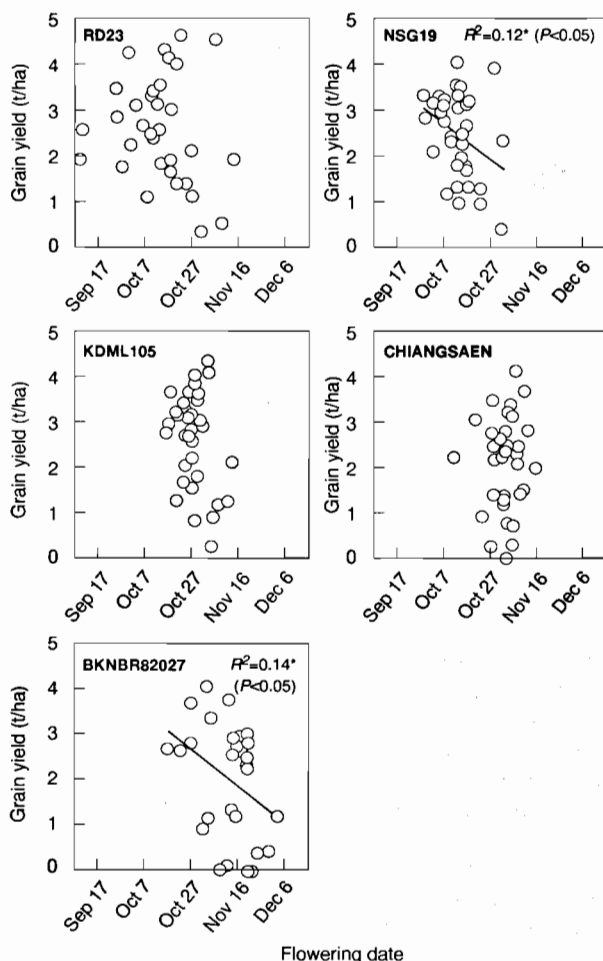 RD23
Grain yield (t/ha)
5
4
3
2
1
0
Sep 17
Oct 7
Oct 27
Nov 16
Dec 6
NSG19 R²=0.12* (P<0.05)
Grain yield (t/ha)
5
4
3
2
1
0
Sep 17
Oct 7
Oct 27
Nov 16
Dec 6
KDML105
Grain yield (t/ha)
5
4
3
2
1
0
Sep 17
Oct 7
Oct 27
Nov 16
Dec 6
CHIANGSAEN
Grain yield (t/ha)
5
4
3
2
1
0
Sep 17
Oct 7
Oct 27
Nov 16
Dec 6
BKNBR82027 R²=0.14*
(P<0.05)
Grain yield (t/ha)
5
4
3
2
1
0
Sep 17
Oct 7
Oct 27
Nov 16
Dec 6
Flowering date